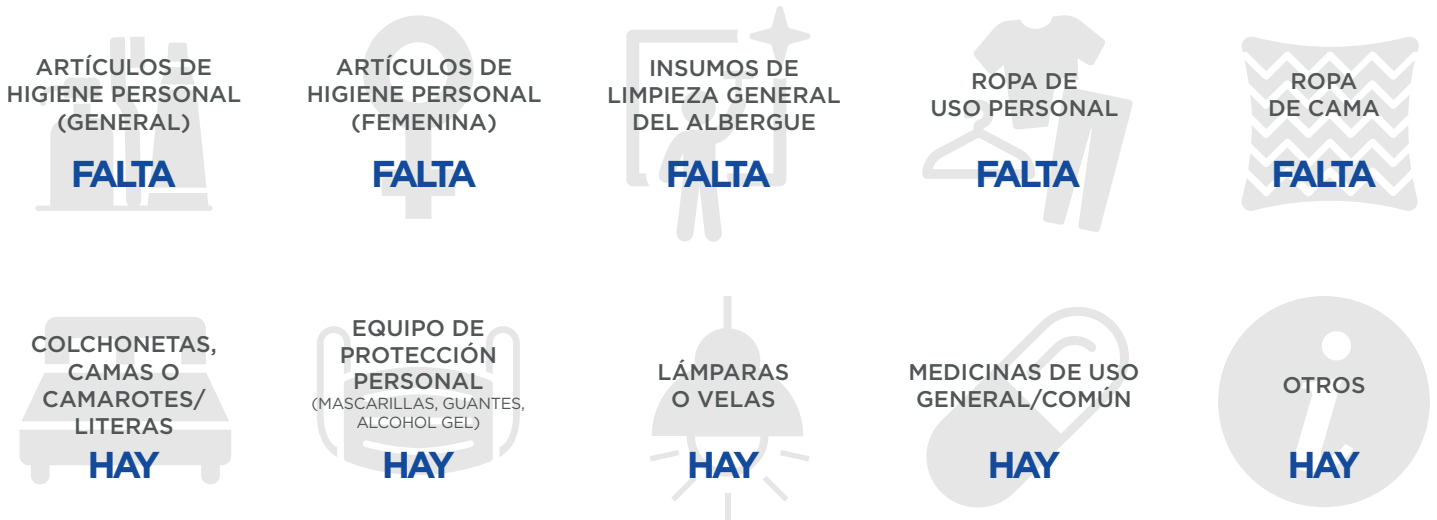 ARTÍCULOS DE
HIGIENE PERSONAL
(GENERAL)
FALTA
ARTÍCULOS DE
HIGIENE PERSONAL
(FEMENINA)
FALTA
INSUMOS DE
LIMPIEZA GENERAL
DEL ALBERGUE
FALTA
ROPA DE
USO PERSONAL
FALTA
ROPA
DE CAMA
FALTA
COLCHONETAS,
CAMAS O
CAMAROTES/
LITERAS
HAY
EQUIPO DE
PROTECCIÓN
PERSONAL
(MASCARILLAS, GUANTES,
ALCOHOL GEL)
HAY
LÁMPARAS
O VELAS
HAY
MEDICINAS DE USO
GENERAL/COMÚN
HAY
OTROS
HAY